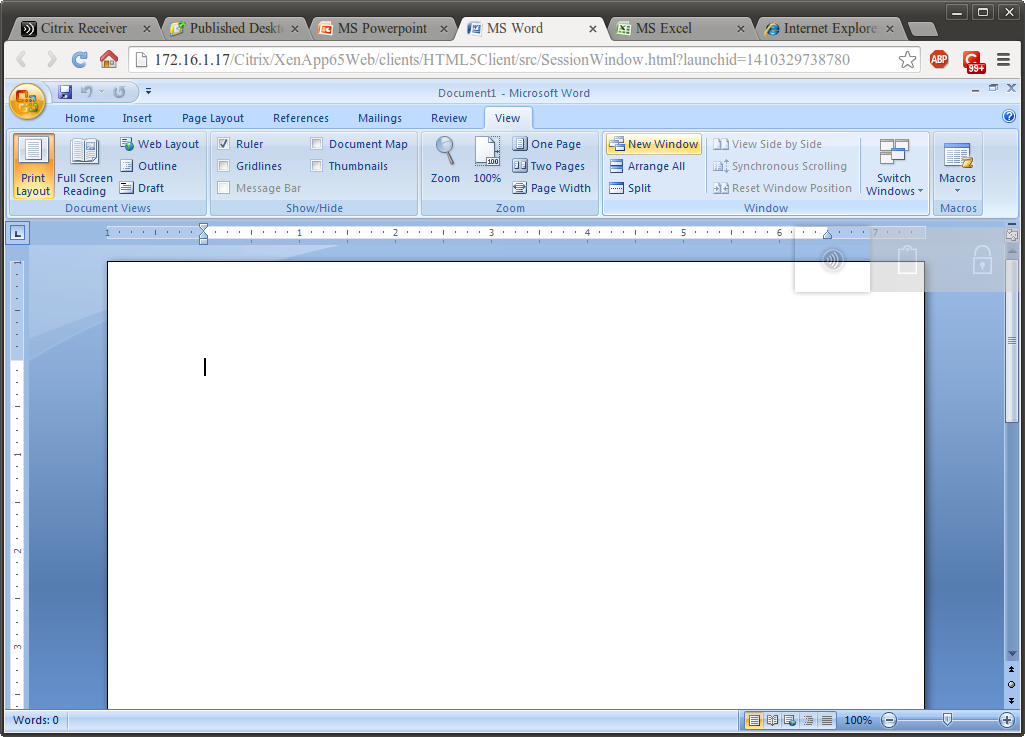 Citrix Receiver × Published Deskt × MS Powerpoint × MS Word × MS Excel × Internet Explore ×
172.16.1.17/Citrix/XenApp65Web/clients/HTML5Client/src/SessionWindow.html?launchid=1410329738780 ABP 99+
Document1 - Microsoft Word
Home Insert Page Layout References Mailings Review View
Print Layout
Full Screen Reading
Web Layout
Outline
Draft
Document Views
Ruler
Gridlines
Message Bar
Document Map
Thumbnails
Show/Hide
Zoom
100
100%
One Page
Two Pages
Page Width
Zoom
New Window
Arrange All
Split
View Side by Side
Synchronous Scrolling
Reset Window Position
Switch Windows
Window
Macros
Macros
L 1 1 2 3 4 5 6 7
1
2
3
Words: 0 100%